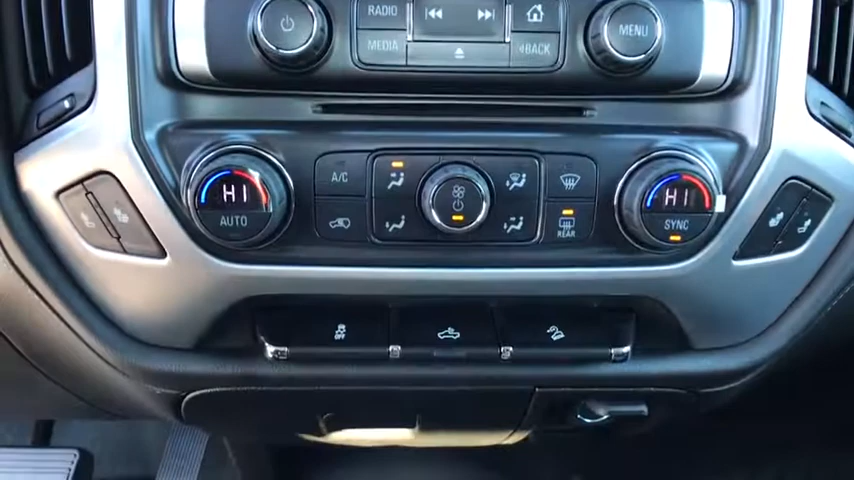 RADIO
MENU
MEDIA
BACK
A/C
HI
AUTO
HI
SYNC
REAR
OFF